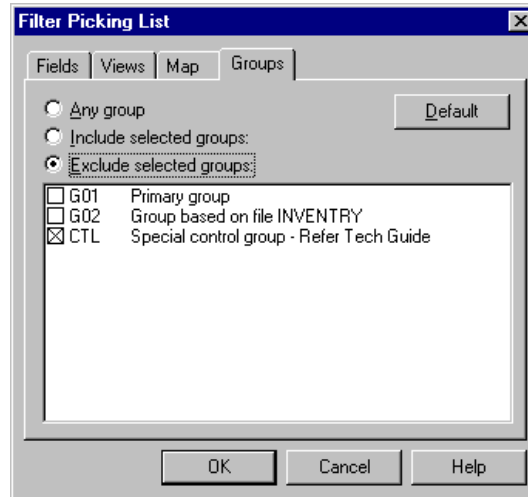 Filter Picking List
Fields Views Map Groups
Any group
Default
Include selected groups:
Exclude selected groups:
G01 Primary group
G02 Group based on file INVENTRY
CTL Special control group - Refer Tech Guide
OK Cancel Help